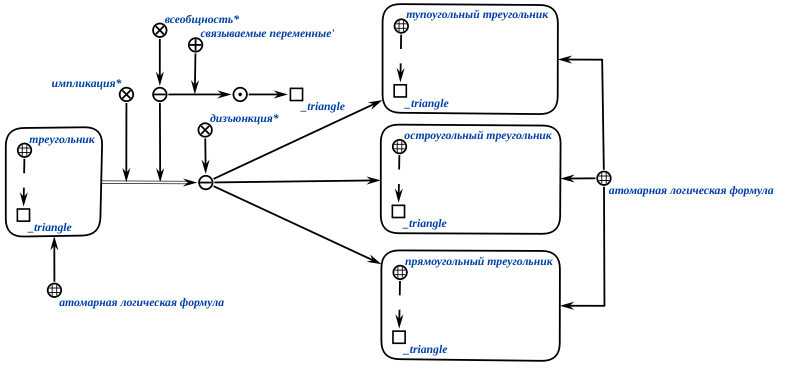 всеобщность*
связываемые переменные'
импликация*
_triangle
дизъюнкция*
треугольник
_triangle
атомарная логическая формула
тупоугольный треугольник
_triangle
остроугольный треугольник
_triangle
атомарная логическая формула
прямоугольный треугольник
_triangle